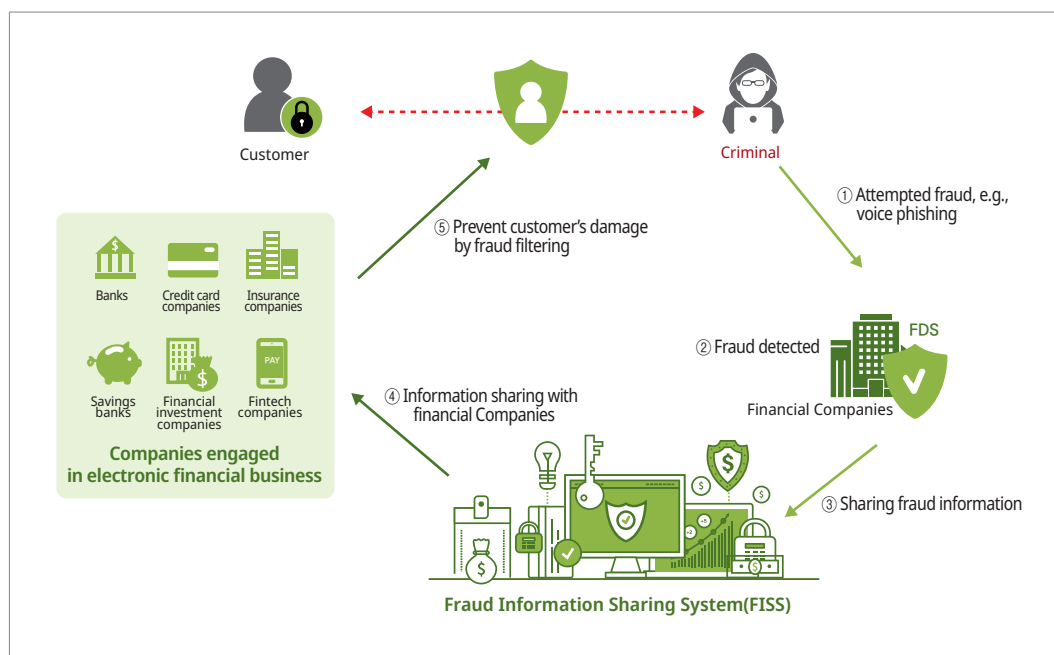 Customer
Criminal
① Attempted fraud, e.g.,
voice phishing
⑤ Prevent customer's damage
by fraud filtering
$
Banks
Credit card
companies
Insurance
companies
PAY
$
Savings
banks
Financial
investment
companies
Fintech
companies
Companies engaged
in electronic financial business
FDS
② Fraud detected
Financial Companies
④ Information sharing with
financial Companies
③ Sharing fraud information
$
$
$
+5
+2
$
$
Fraud Information Sharing System(FISS)